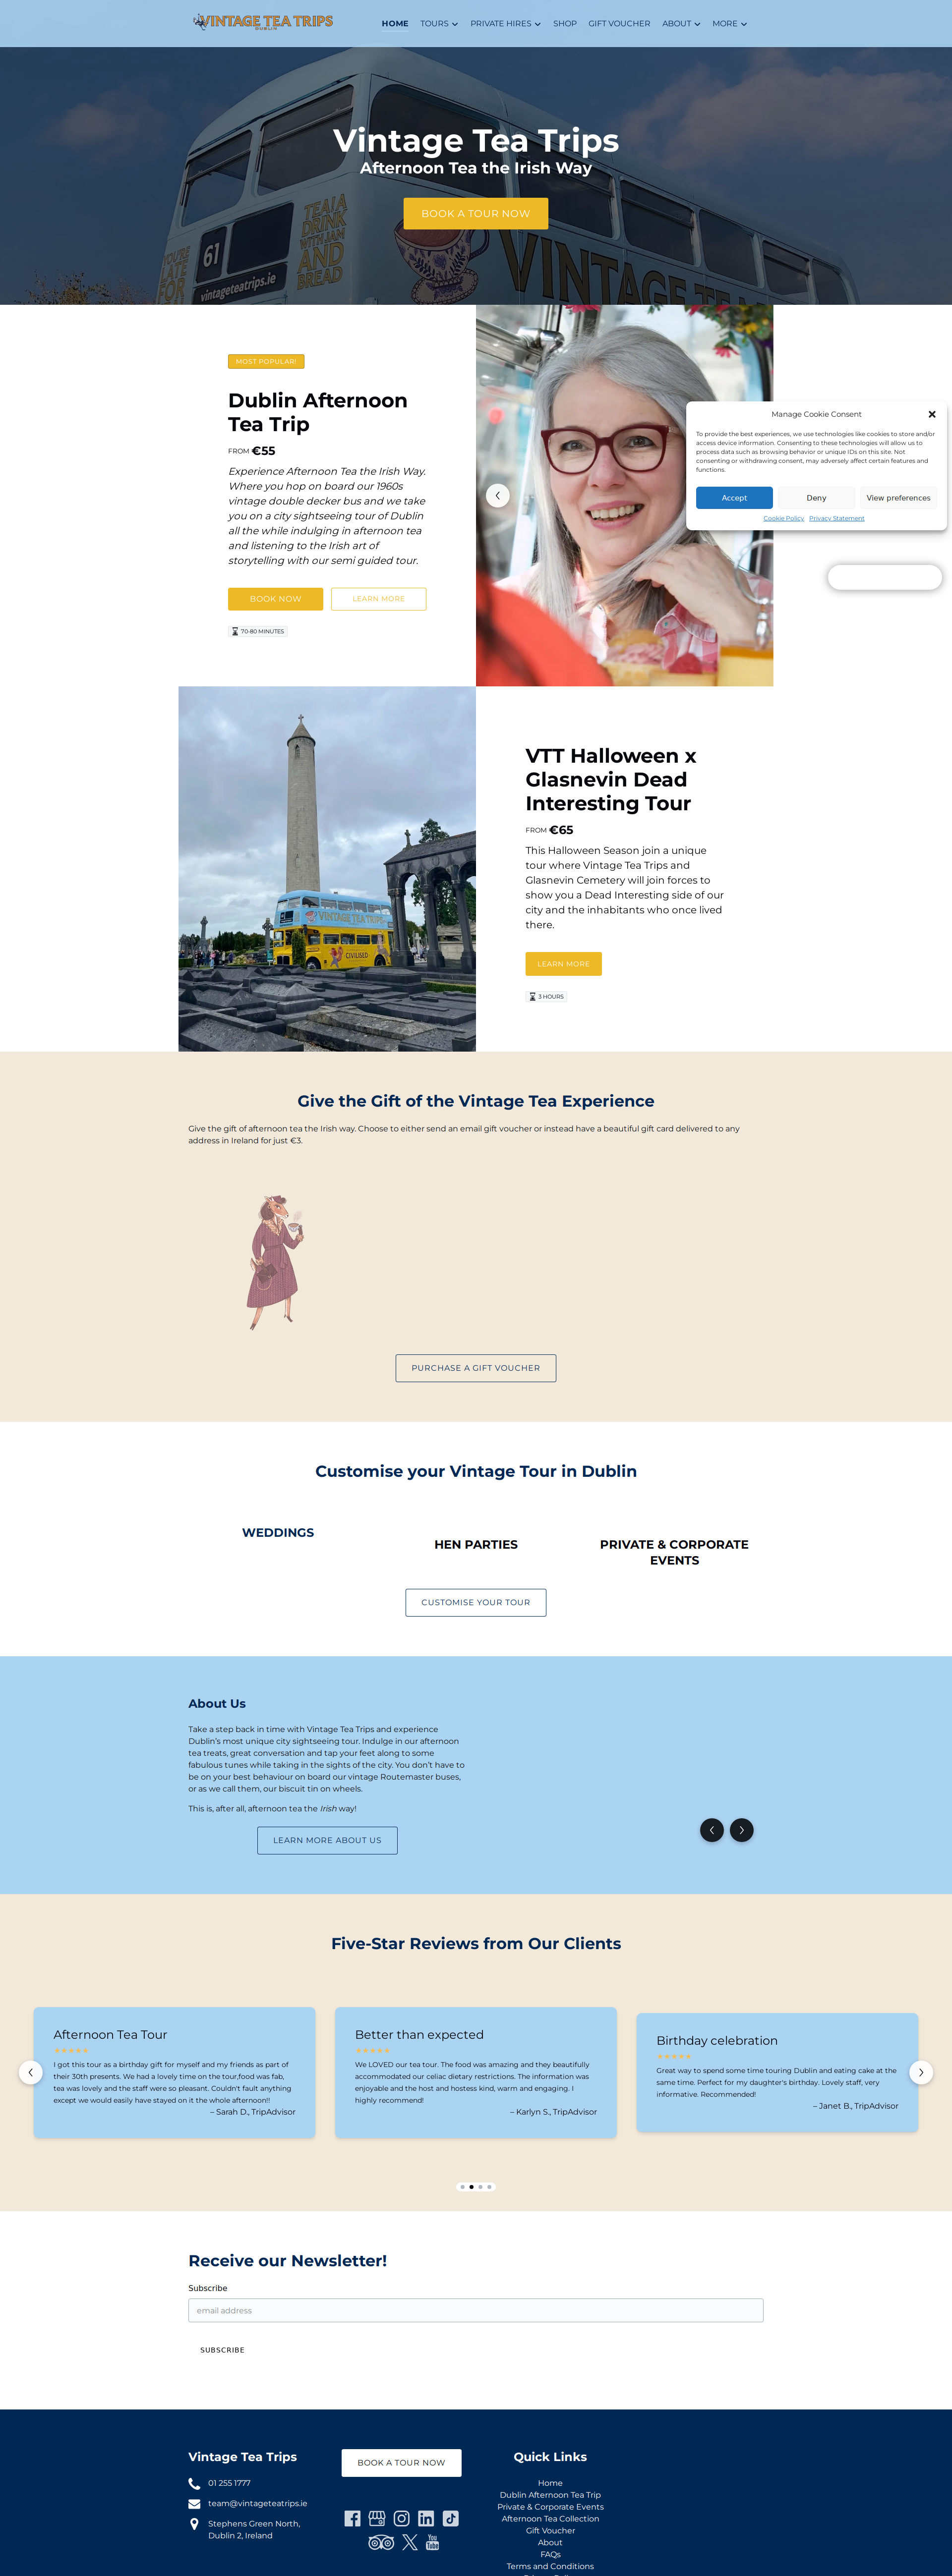 VINTAGE TEA TRIPS
DUBLIN
HOME
TOURS
PRIVATE HIRES
SHOP
GIFT VOUCHER
ABOUT
MORE
Vintage Tea Trips
Afternoon Tea the Irish Way
BOOK A TOUR NOW
61
vintageteatrips.ie
MOST POPULAR!
Dublin Afternoon
Tea Trip
FROM €55
Experience Afternoon Tea the Irish Way.
Where you hop on board our 1960s
vintage double decker bus and we take
you on a city sightseeing tour of Dublin
all the while indulging in afternoon tea
and listening to the Irish art of
storytelling with our semi guided tour.
BOOK NOW
LEARN MORE
70-80 MINUTES
Manage Cookie Consent
To provide the best experiences, we use technologies like cookies to store and/or
access device information. Consenting to these technologies will allow us to
process data such as browsing behavior or unique IDs on this site. Not
consenting or withdrawing consent, may adversely affect certain features and
functions.
Accept
Deny
View preferences
Cookie Policy
Privacy Statement
VINTAGE TEA TRIPS
CIVILISED
VTT Halloween x
Glasnevin Dead
Interesting Tour
FROM €65
This Halloween Season join a unique
tour where Vintage Tea Trips and
Glasnevin Cemetery will join forces to
show you a Dead Interesting side of our
city and the inhabitants who once lived
there.
LEARN MORE
3 HOURS
Give the Gift of the Vintage Tea Experience
Give the gift of afternoon tea the Irish way. Choose to either send an email gift voucher or instead have a beautiful gift card delivered to any
address in Ireland for just €3.
PURCHASE A GIFT VOUCHER
Customise your Vintage Tour in Dublin
WEDDINGS
HEN PARTIES
PRIVATE & CORPORATE
EVENTS
CUSTOMISE YOUR TOUR
About Us
Take a step back in time with Vintage Tea Trips and experience
Dublin's most unique city sightseeing tour. Indulge in our afternoon
tea treats, great conversation and tap your feet along to some
fabulous tunes while taking in the sights of the city. You don't have to
be on your best behaviour on board our vintage Routemaster buses,
or as we call them, our biscuit tin on wheels.
This is, after all, afternoon tea the Irish way!
LEARN MORE ABOUT US
Five-Star Reviews from Our Clients
Afternoon Tea Tour
I got this tour as a birthday gift for myself and my friends as part of
their 30th presents. We had a lovely time on the tour,food was fab,
tea was lovely and the staff were so pleasant. Couldn't fault anything
except we would easily have stayed on it the whole afternoon!!
– Sarah D., TripAdvisor
Better than expected
We LOVED our tea tour. The food was amazing and they beautifully
accommodated our celiac dietary restrictions. The information was
enjoyable and the host and hostess kind, warm and engaging. I
highly recommend!
– Karlyn S., TripAdvisor
Birthday celebration
Great way to spend some time touring Dublin and eating cake at the
same time. Perfect for my daughter's birthday. Lovely staff, very
informative. Recommended!
– Janet B., TripAdvisor
Receive our Newsletter!
Subscribe
email address
SUBSCRIBE
Vintage Tea Trips
01 255 1777
team@vintageteatrips.ie
Stephens Green North,
Dublin 2, Ireland
BOOK A TOUR NOW
Quick Links
Home
Dublin Afternoon Tea Trip
Private & Corporate Events
Afternoon Tea Collection
Gift Voucher
About
FAQs
Terms and Conditions